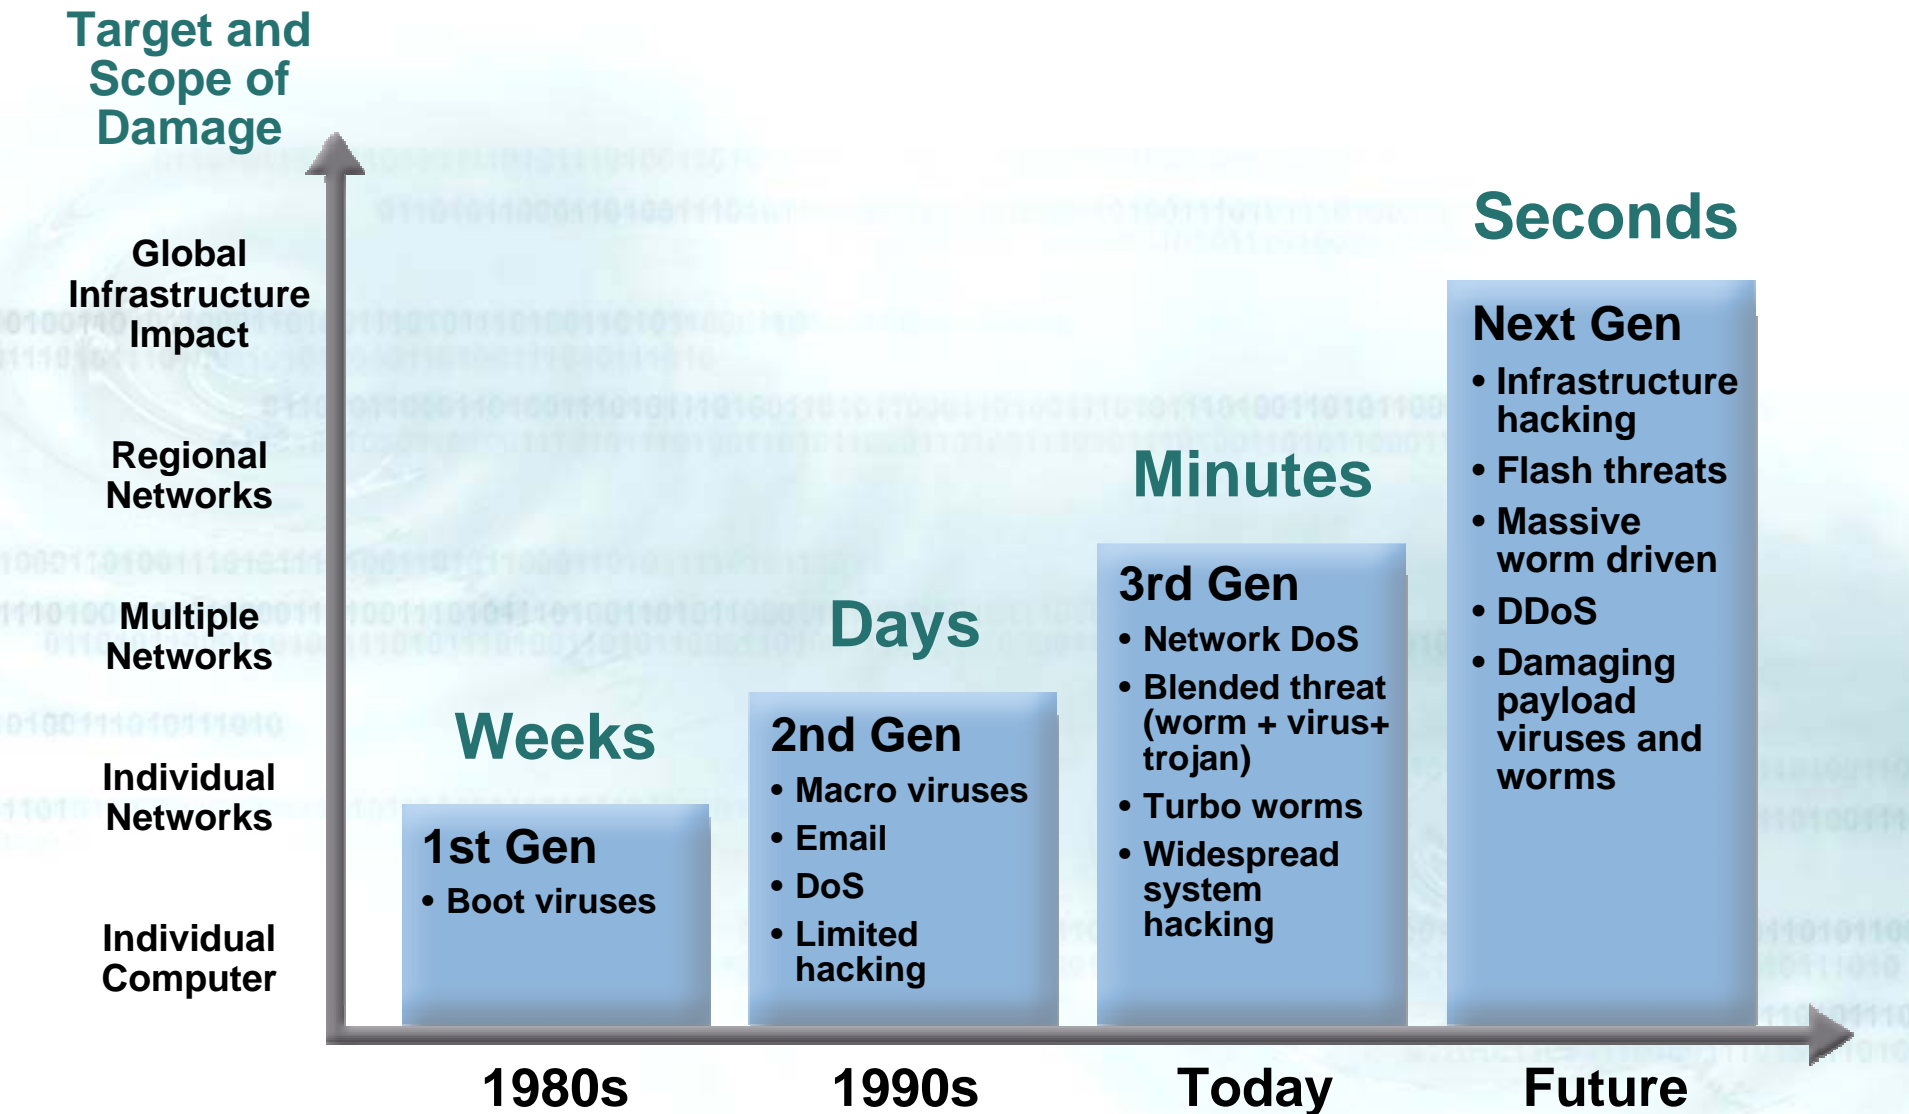 Target and
Scope of
Damage
Global
Infrastructure
Impact
Regional
Networks
Multiple
Networks
Individual
Networks
Individual
Computer
Weeks
1st Gen
• Boot viruses
1980s
Days
2nd Gen
• Macro viruses
• Email
• DoS
• Limited
hacking
1990s
Minutes
3rd Gen
• Network DoS
• Blended threat
(worm + virus+
trojan)
• Turbo worms
• Widespread
system
hacking
Today
Seconds
Next Gen
• Infrastructure
hacking
• Flash threats
• Massive
worm driven
• DDoS
• Damaging
payload
viruses and
worms
Future